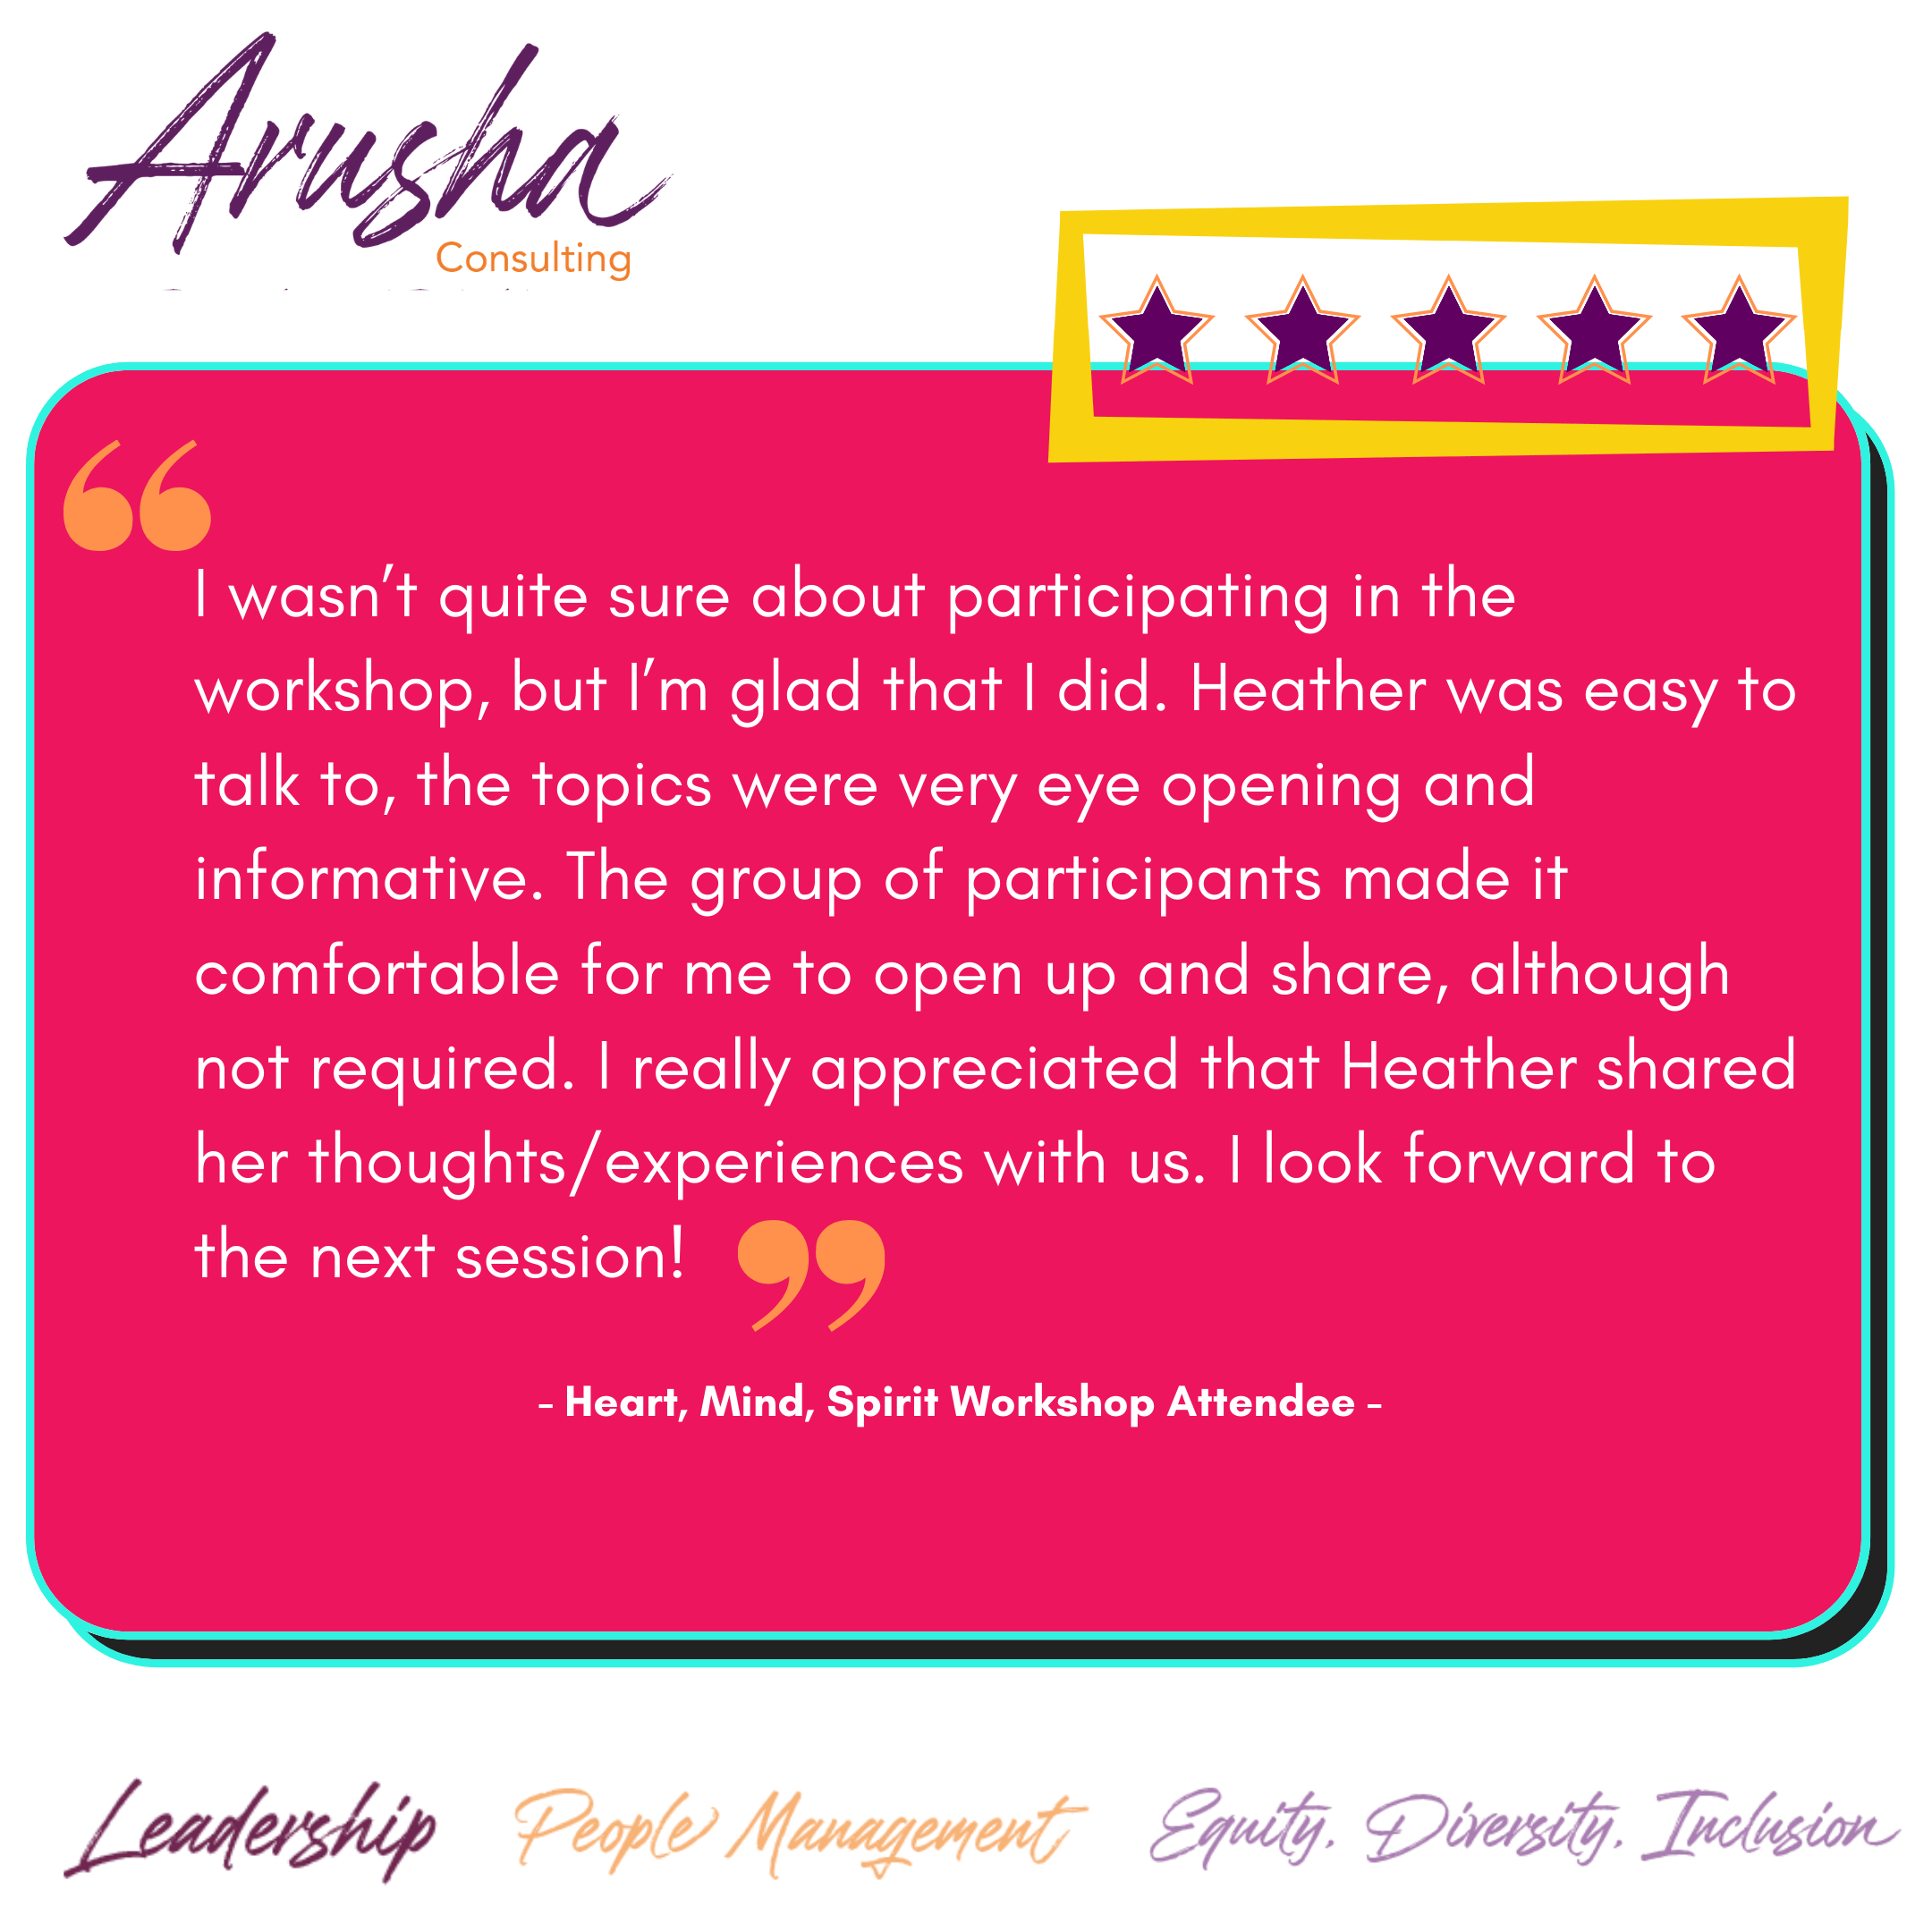 Arusha
Consulting
I wasn’t quite sure about participating in the
workshop, but I’m glad that I did. Heather was easy to
talk to, the topics were very eye opening and
informative. The group of participants made it
comfortable for me to open up and share, although
not required. I really appreciated that Heather shared
her thoughts/experiences with us. I look forward to
the next session!
- Heart, Mind, Spirit Workshop Attendee -
Leadership People Management Equity, Diversity, Inclusion